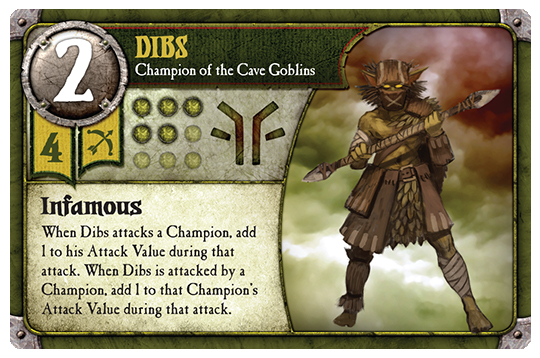 2
DIBS
Champion of the Cave Goblins
4
Infamous
When Dibs attacks a Champion, add
1 to his Attack Value during that
attack. When Dibs is attacked by a
Champion, add 1 to that Champion's
Attack Value during that attack.